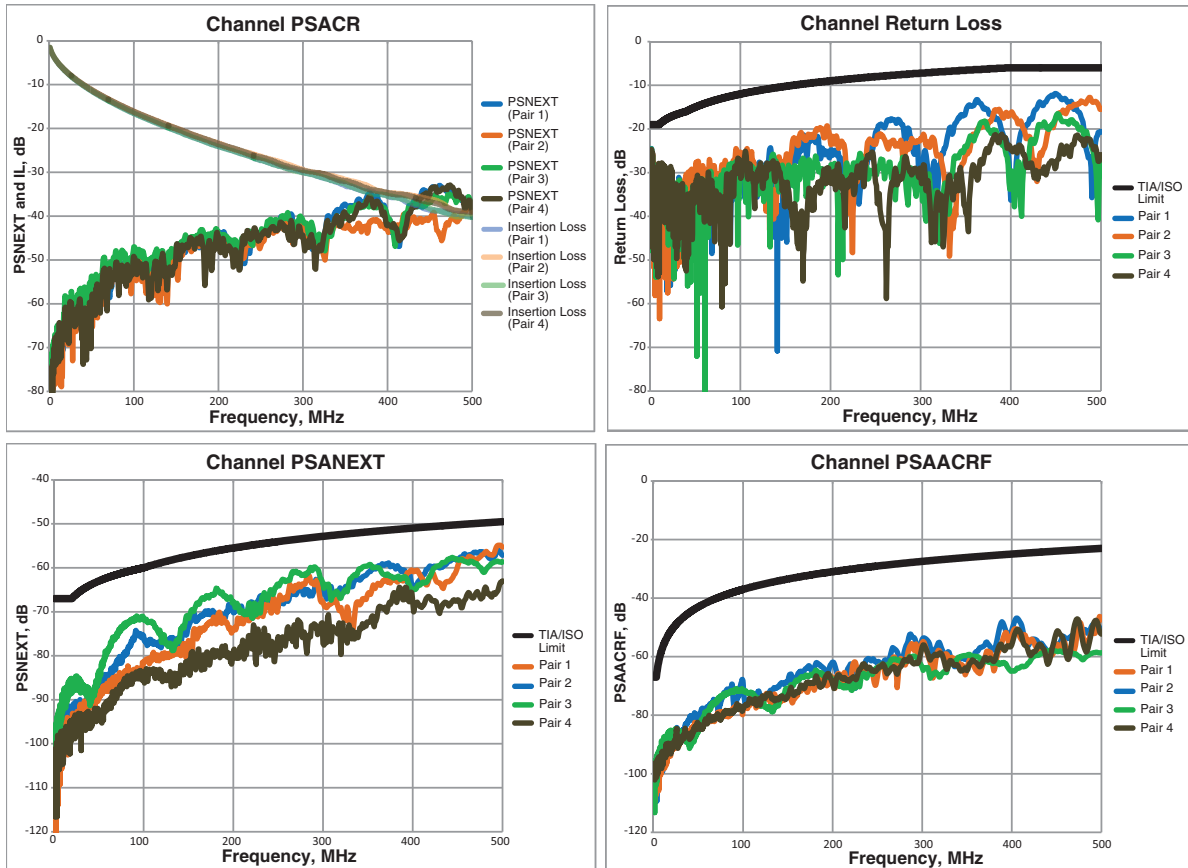 Channel PSACR
PSNEXT and IL, dB
0
-10
-20
-30
-40
-50
-60
-70
-80
0
100
200
300
400
500
Frequency, MHz
PSNEXT
(Pair 1)
PSNEXT
(Pair 2)
PSNEXT
(Pair 3)
PSNEXT
(Pair 4)
Insertion Loss
(Pair 1)
Insertion Loss
(Pair 2)
Insertion Loss
(Pair 3)
Insertion Loss
(Pair 4)
Channel Return Loss
Return Loss, dB
0
-10
-20
-30
-40
-50
-60
-70
-80
0
100
200
300
400
500
Frequency, MHz
TIA/ISO
Limit
Pair 1
Pair 2
Pair 3
Pair 4
Channel PSANEXT
PSNEXT, dB
-40
-50
-60
-70
-80
-90
-100
-110
-120
0
100
200
300
400
500
Frequency, MHz
TIA/ISO
Limit
Pair 1
Pair 2
Pair 3
Pair 4
Channel PSAACRF
PSAACRF, dB
0
-20
-40
-60
-80
-100
-120
0
100
200
300
400
500
Frequency, MHz
TIA/ISO
Limit
Pair 1
Pair 2
Pair 3
Pair 4